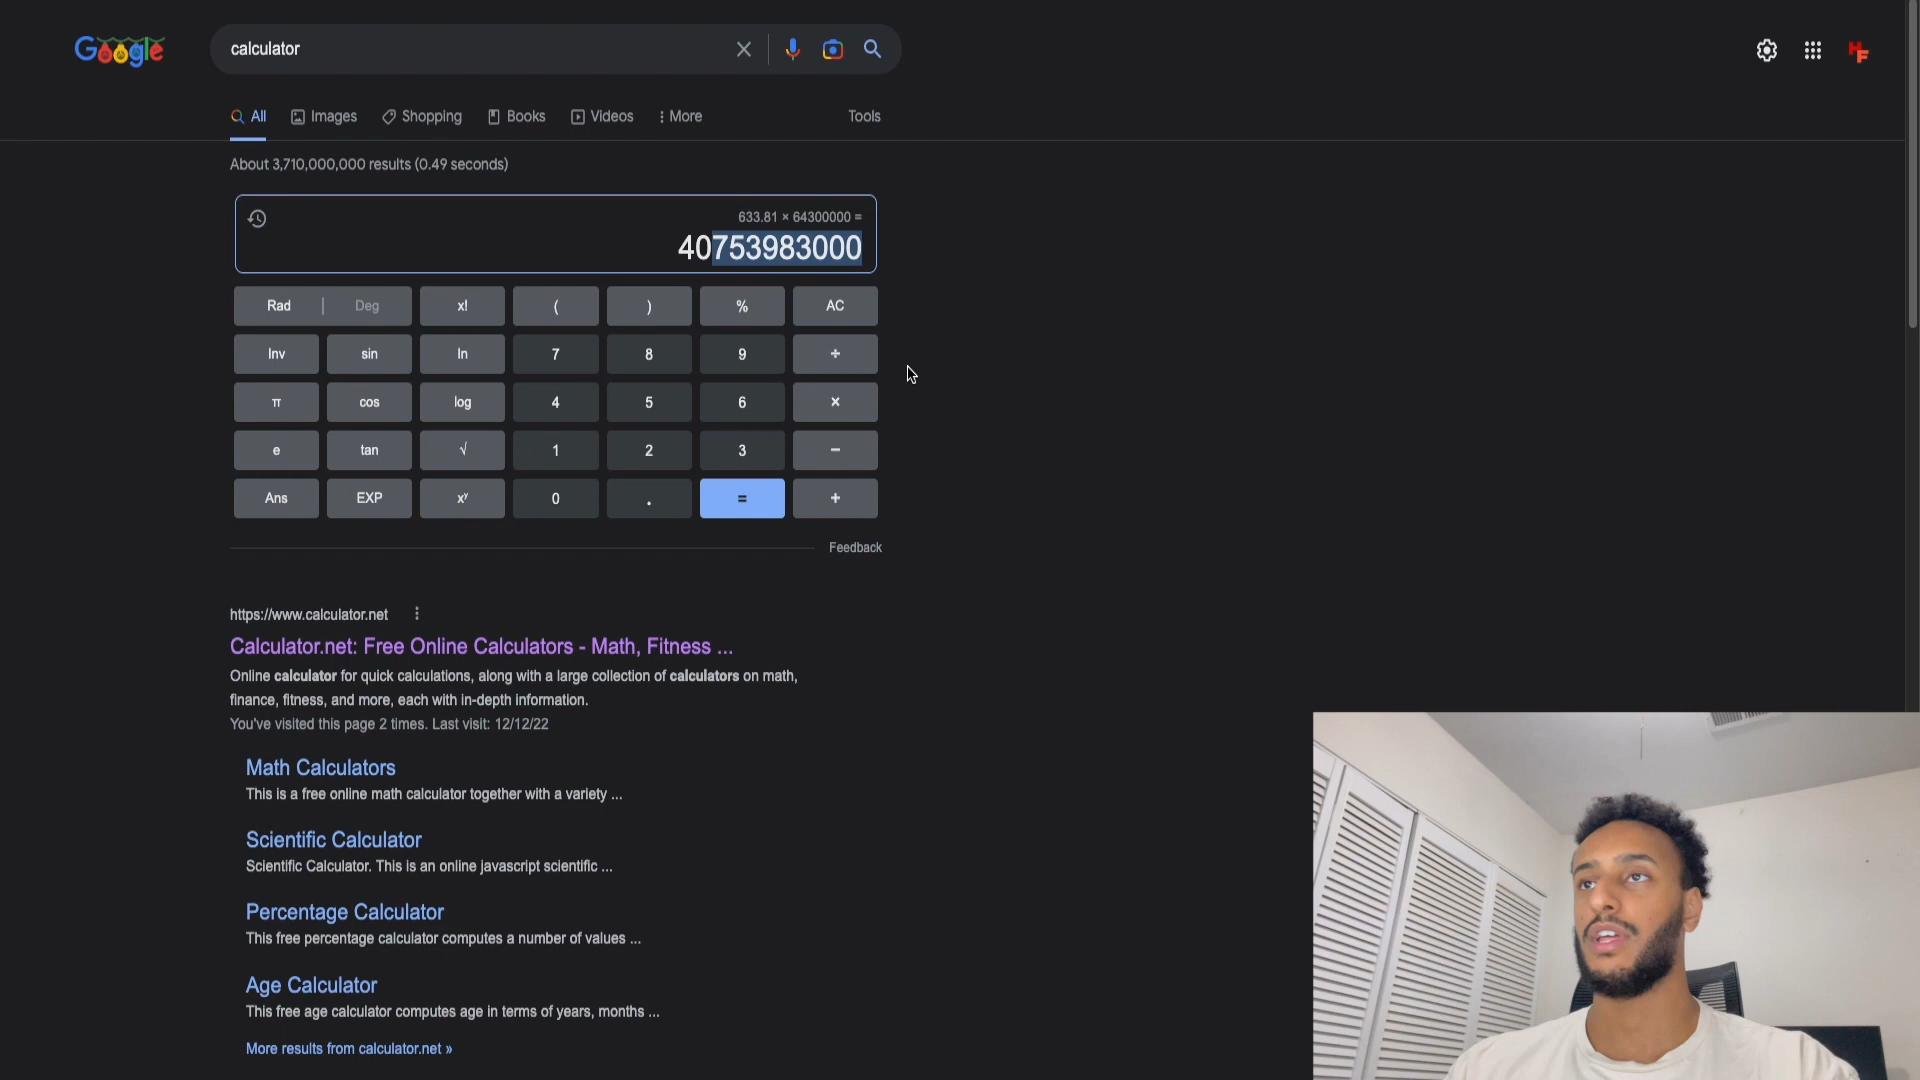 Google
calculator
All
Images
Shopping
Books
Videos
More
Tools
About 3,710,000,000 results (0.49 seconds)
633.81 × 64300000 =
40753983000
Rad | Deg x! ( ) % AC
Inv sin ln 7 8 9 ÷
π cos log 4 5 6 ×
e tan √ 1 2 3 −
Ans EXP xʸ 0 . = +
Feedback
https://www.calculator.net
Calculator.net: Free Online Calculators - Math, Fitness ...
Online calculator for quick calculations, along with a large collection of calculators on math,
finance, fitness, and more, each with in-depth information.
You've visited this page 2 times. Last visit: 12/12/22
Math Calculators
This is a free online math calculator together with a variety ...
Scientific Calculator
Scientific Calculator. This is an online javascript scientific ...
Percentage Calculator
This free percentage calculator computes a number of values ...
Age Calculator
This free age calculator computes age in terms of years, months ...
More results from calculator.net »
HF